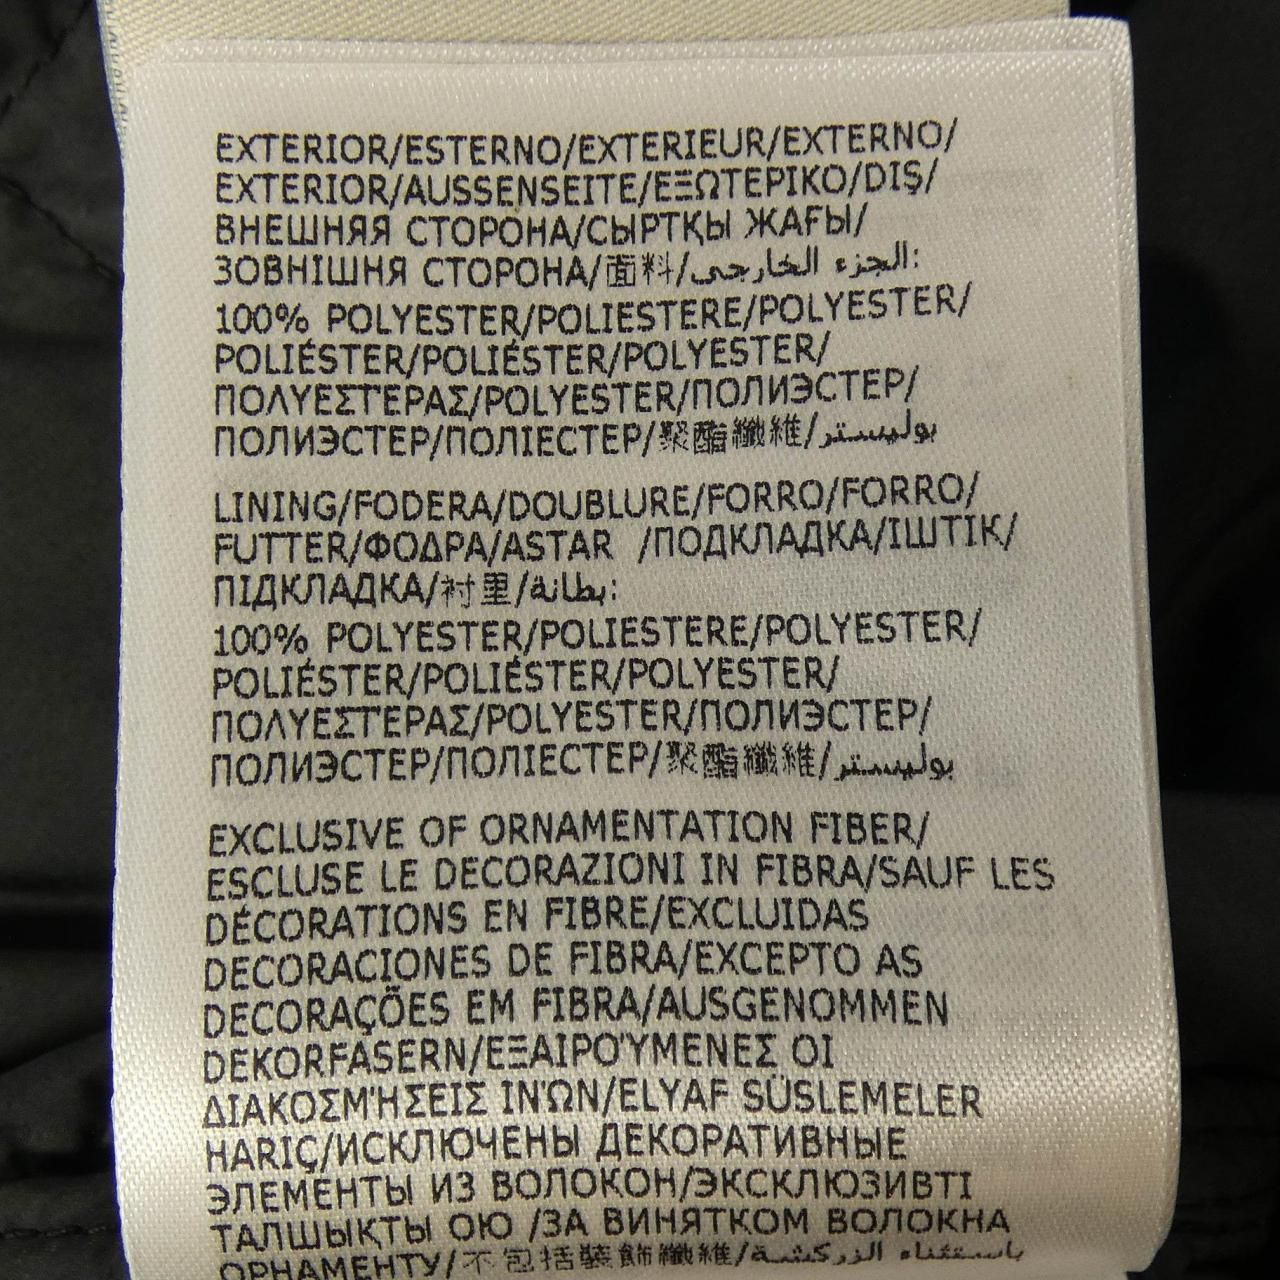 EXTERIOR/ESTERNO/EXTERIEUR/EXTERNO/
EXTERIOR/AUSSENSEITE/ΕΞΩΤΕΡΙΚΟ/DIŞ/
ВНЕШНЯЯ СТОРОНА/СЫРТҚЫ ЖАҒЫ/
ЗОВНІШНЯ СТОРОНА/面料/الجزء الخارجي:
100% POLYESTER/POLIESTERE/POLYESTER/
POLIÉSTER/POLIÉSTER/POLYESTER/
ΠΟΛΥΕΣΤΕΡΑΣ/POLYESTER/ПОЛИЭСТЕР/
ПОЛИЭСТЕР/ПОЛІЕСТЕР/聚酯纖維/بوليستر
LINING/FODERA/DOUBLURE/FORRO/FORRO/
FUTTER/ΦΟΔΡΑ/ASTAR /ПОДКЛАДКА/ІШТІК/
ПІДКЛАДКА/衬里/بطانة:
100% POLYESTER/POLIESTERE/POLYESTER/
POLIÉSTER/POLIÉSTER/POLYESTER/
ΠΟΛΥΕΣΤΕΡΑΣ/POLYESTER/ПОЛИЭСТЕР/
ПОЛИЭСТЕР/ПОЛІЕСТЕР/聚酯纖維/بوليستر
EXCLUSIVE OF ORNAMENTATION FIBER/
ESCLUSE LE DECORAZIONI IN FIBRA/SAUF LES
DÉCORATIONS EN FIBRE/EXCLUIDAS
DECORACIONES DE FIBRA/EXCEPTO AS
DECORAÇÕES EM FIBRA/AUSGENOMMEN
DEKORFASERN/ΕΞΑΙΡΟΎΜΕΝΕΣ ΟΙ
ΔΙΑΚΟΣΜΉΣΕΙΣ ΙΝΏΝ/ELYAF SÜSLEMELER
HARIÇ/ИСКЛЮЧЕНЫ ДЕКОРАТИВНЫЕ
ЭЛЕМЕНТЫ ИЗ ВОЛОКОН/ЭКСКЛЮЗИВТІ
ТАЛШЫҚТЫ ОЮ /ЗА ВИНЯТКОМ ВОЛОКНА
ОРНАМЕНТУ/不包括裝飾纖維/باستثناء الزركشة